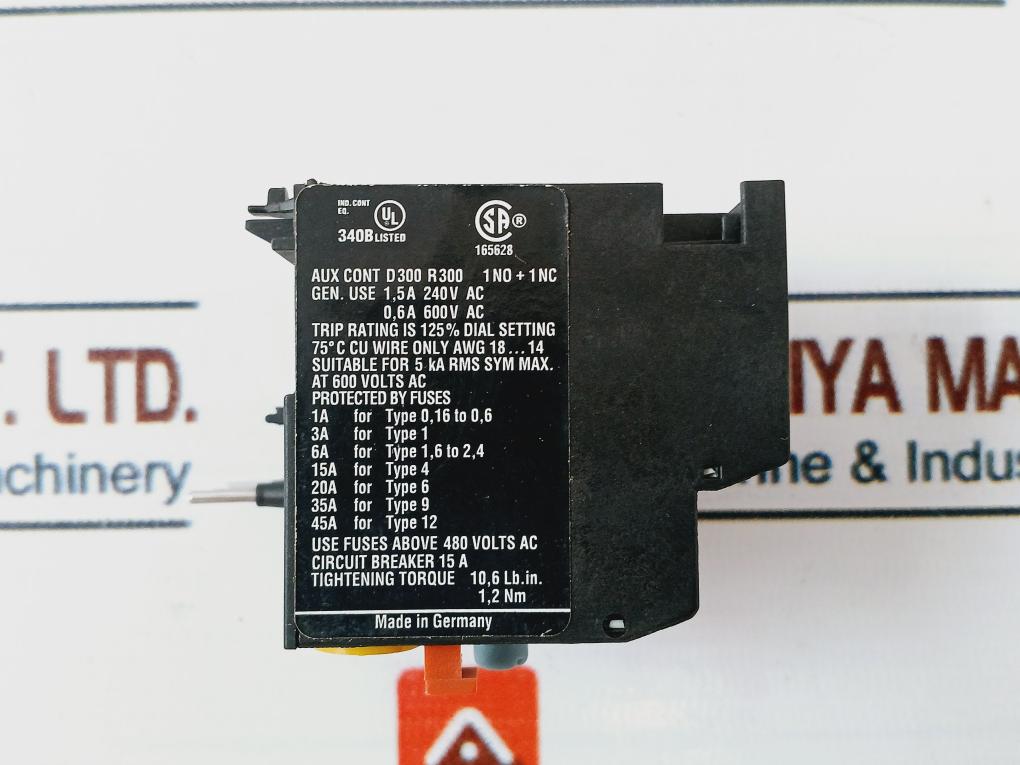 IND. CONT
EQ.
UL
340B LISTED
SA ®
165628
AUX CONT D300 R300 1NO + 1NC
GEN. USE 1,5A 240V AC
0,6A 600V AC
TRIP RATING IS 125% DIAL SETTING
75°C CU WIRE ONLY AWG 18...14
SUITABLE FOR 5 kA RMS SYM MAX.
AT 600 VOLTS AC
PROTECTED BY FUSES
1A for Type 0,16 to 0,6
3A for Type 1
6A for Type 1,6 to 2,4
15A for Type 4
20A for Type 6
35A for Type 9
45A for Type 12
USE FUSES ABOVE 480 VOLTS AC
CIRCUIT BREAKER 15 A
TIGHTENING TORQUE 10,6 Lb.in.
1,2 Nm
Made in Germany
T. LTD.
IYA MA
achinery
ne & Indus